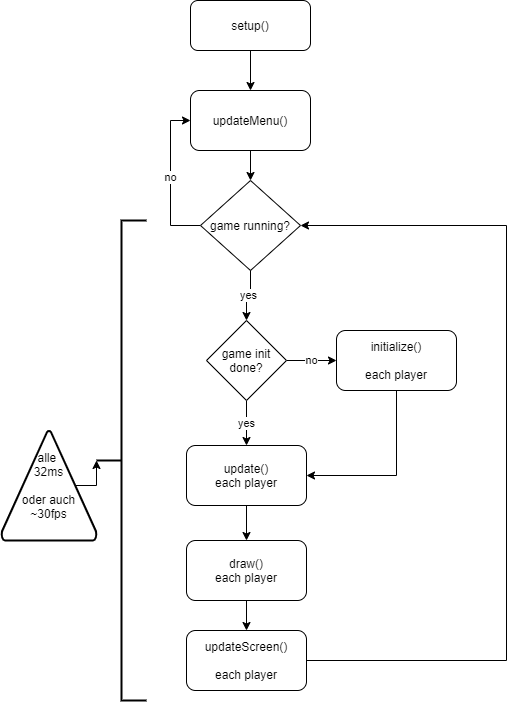 setup()
updateMenu()
no
game running?
yes
game init
done?
no
initialize()
each player
yes
update()
each player
alle
32ms
oder auch
~30fps
draw()
each player
updateScreen()
each player